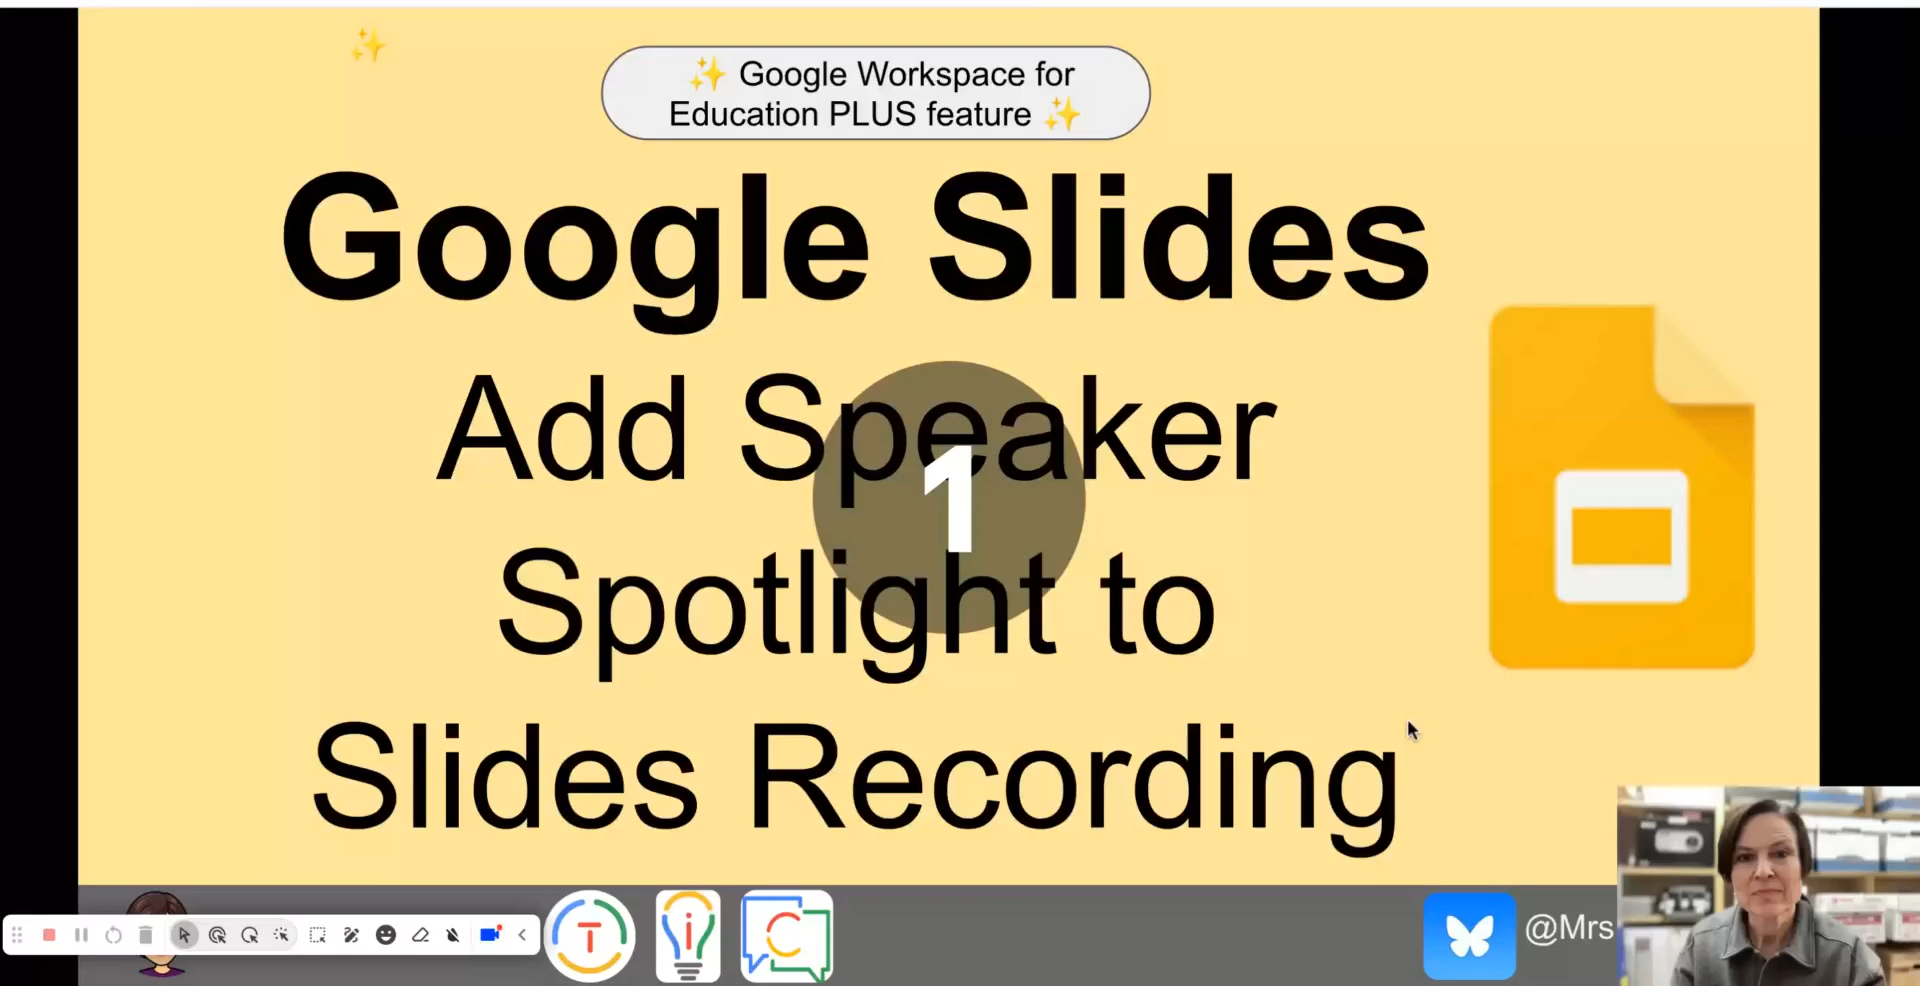 ✨ Google Workspace for
Education PLUS feature ✨
Google Slides
Add Speaker
Spotlight to
Slides Recording
1
T
i
C
@Mrs